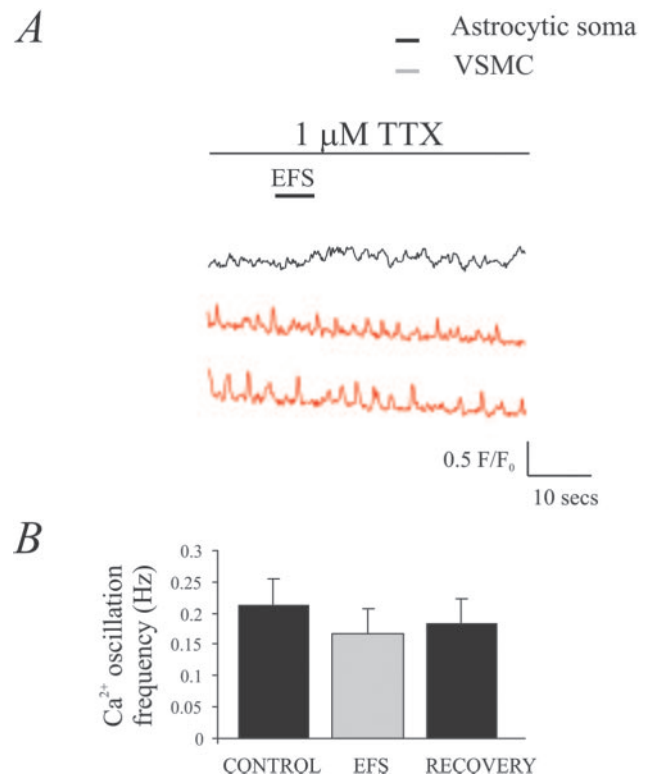 A
Astrocytic soma
VSMC
1 μM TTX
EFS
0.5 F/F₀
10 secs
B
Ca²⁺ oscillation
frequency (Hz)
0.3
0.25
0.2
0.15
0.1
0.05
0
CONTROL EFS RECOVERY